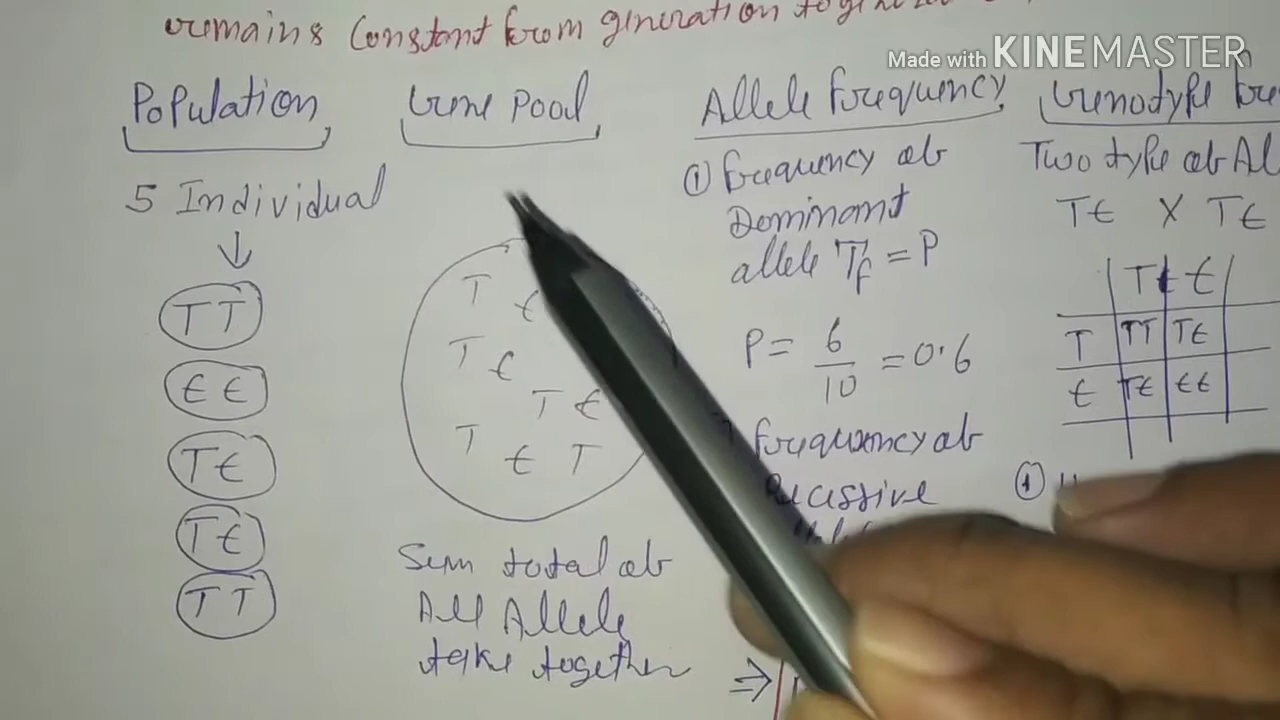 remains Constant from generation to
Made with KINEMASTER
Population
Gene Pool
Allele frequency
Genotype fre
5 Individual
TT
tt
Tt
Tt
TT
T t
T t
T t
T t T
Sum total of
All Allele
take together
① frequency of
Dominant
allele Tf = P
P = 6/10 = 0.6
frequency of
Recessive
Two type of Al
Tt X Tt
T t
T TT Tt
t Tt tt
①
⇒